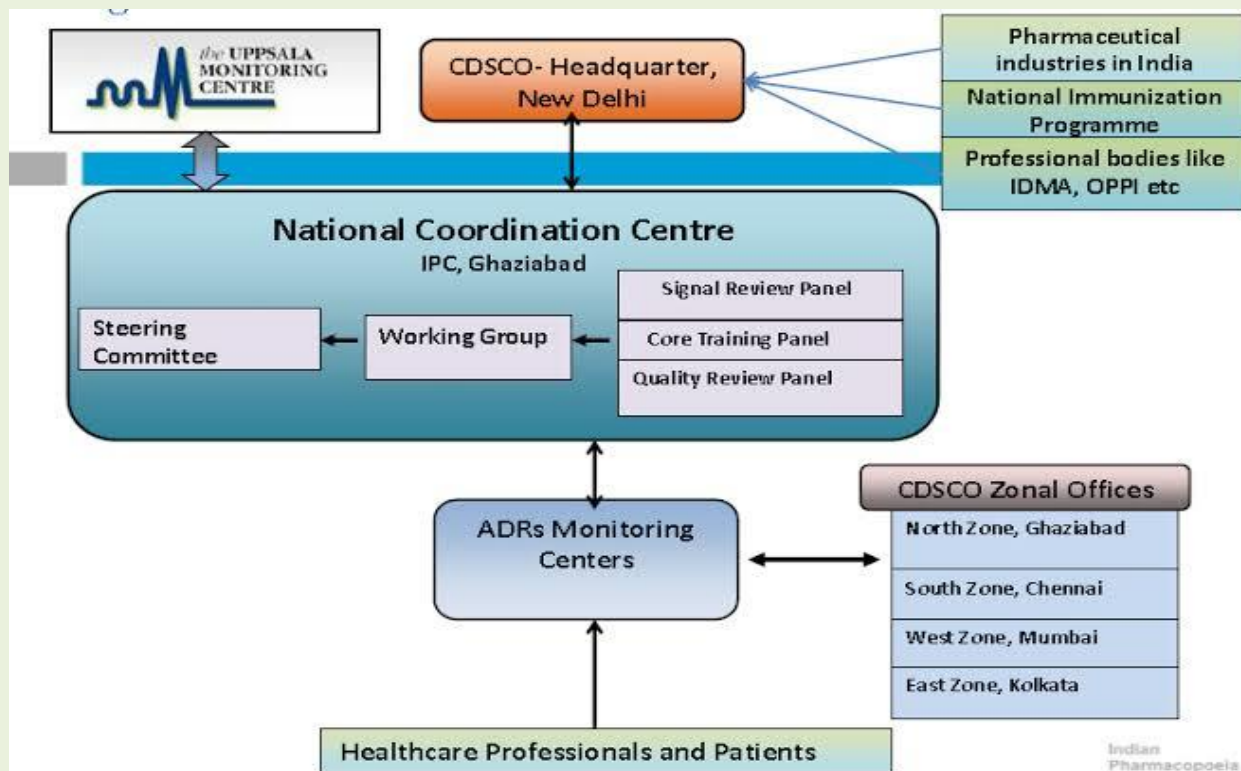 the UPPSALA
MONITORING
CENTRE
CDSCO- Headquarter,
New Delhi
Pharmaceutical
industries in India
National Immunization
Programme
Professional bodies like
IDMA, OPPI etc
National Coordination Centre
IPC, Ghaziabad
Signal Review Panel
Core Training Panel
Quality Review Panel
Working Group
Steering
Committee
ADRs Monitoring
Centers
CDSCO Zonal Offices
North Zone, Ghaziabad
South Zone, Chennai
West Zone, Mumbai
East Zone, Kolkata
Healthcare Professionals and Patients
Indian
Pharmacopoeia